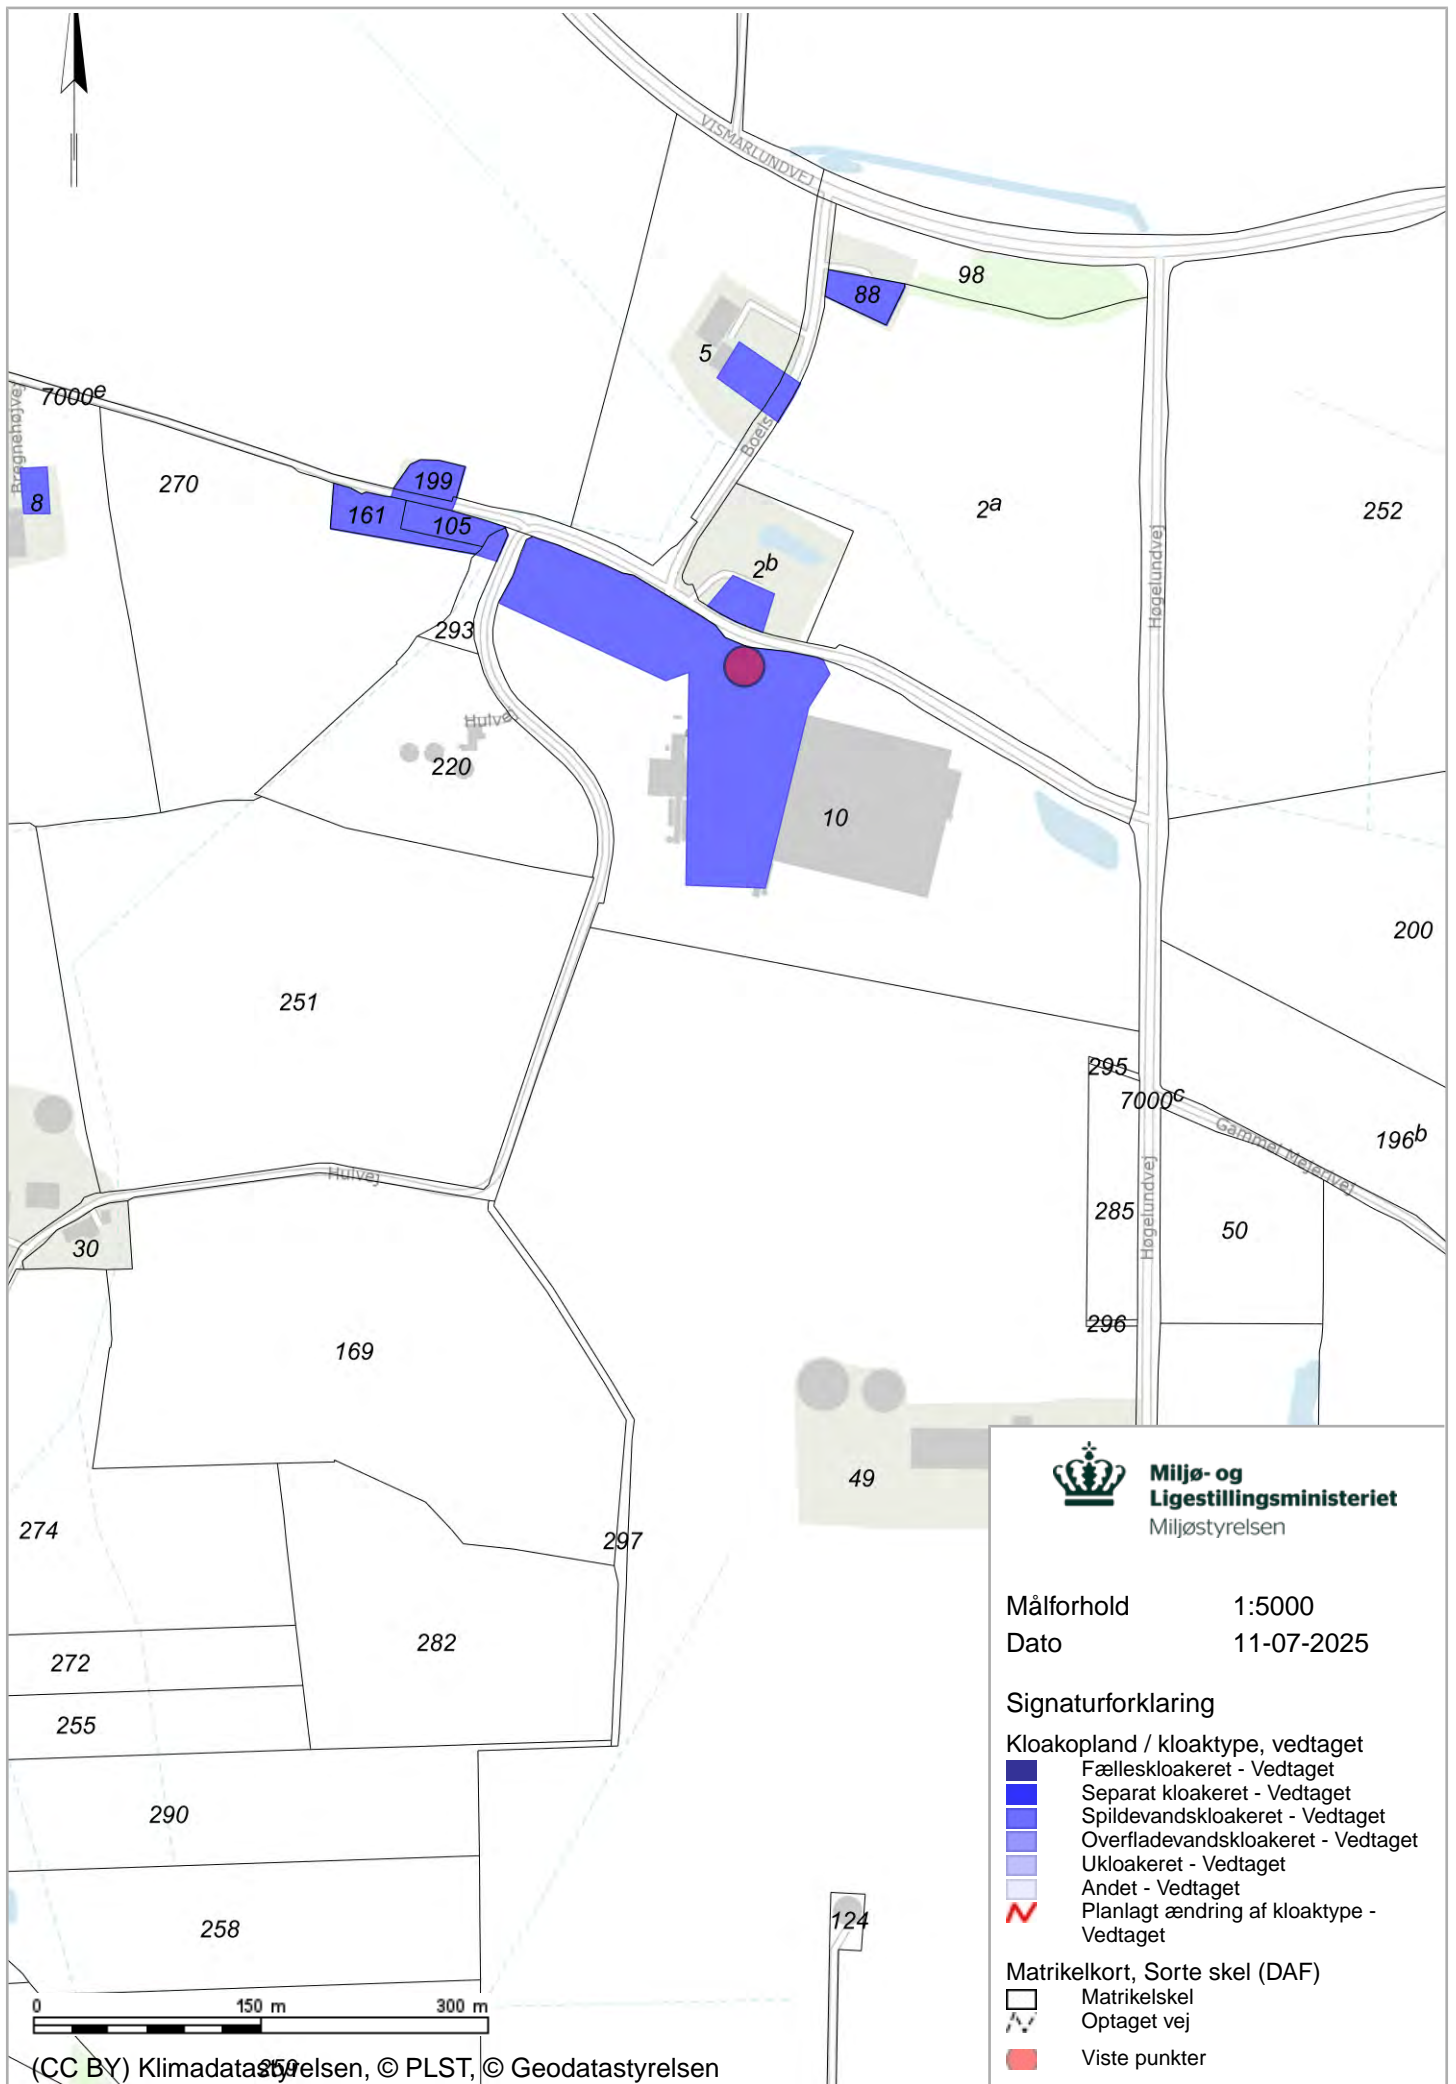 VISMARLUNDVEJ
98
88
5
7000e
Bregnehøjvej
Boels
199
270
8
161
105
2a
252
2b
Høgelundvej
293
Hulvej
220
10
200
251
295
7000c
Gammel Mejerivej
196b
Hulvej
285
Høgelundvej
50
30
296
169
49
274
297
282
272
255
290
258
124
259
0 150 m 300 m
(CC BY) Klimadatastyrelsen, © PLST, © Geodatastyrelsen
Miljø- og
Ligestillingsministeriet
Miljøstyrelsen
Målforhold 1:5000
Dato 11-07-2025
Signaturforklaring
Kloakopland / kloaktype, vedtaget
Fælleskloakeret - Vedtaget
Separat kloakeret - Vedtaget
Spildevandskloakeret - Vedtaget
Overfladevandskloakeret - Vedtaget
Ukloakeret - Vedtaget
Andet - Vedtaget
Planlagt ændring af kloaktype -
Vedtaget
Matrikelkort, Sorte skel (DAF)
Matrikelskel
Optaget vej
Viste punkter